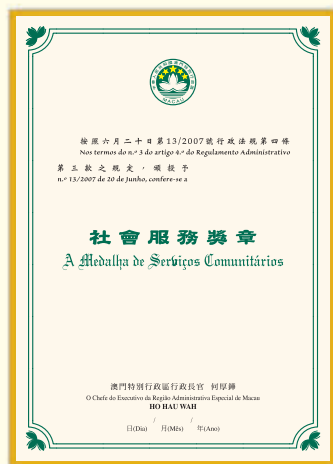 MACAU
按照六月二十日第13/2007號行政法規第四條
Nos termos do n.º 3 do artigo 4.º do Regulamento Administrativo
第三款之規定，頒授予
n.º 13/2007 de 20 de Junho, confere-se a
社會服務獎章
A Medalha de Serviços Comunitários
澳門特別行政區行政長官 何厚鏵
O Chefe do Executivo da Região Administrativa Especial de Macau
HO HAU WAH
/ /
日(Dia) 月(Mês) 年(Ano)